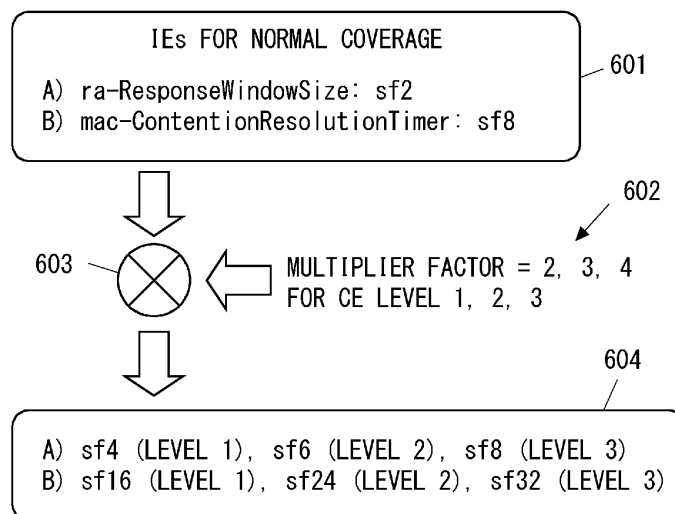 IEs FOR NORMAL COVERAGE
A) ra-ResponseWindowSize: sf2
B) mac-ContentionResolutionTimer: sf8
601
602
603
MULTIPLIER FACTOR = 2, 3, 4
FOR CE LEVEL 1, 2, 3
604
A) sf4 (LEVEL 1), sf6 (LEVEL 2), sf8 (LEVEL 3)
B) sf16 (LEVEL 1), sf24 (LEVEL 2), sf32 (LEVEL 3)